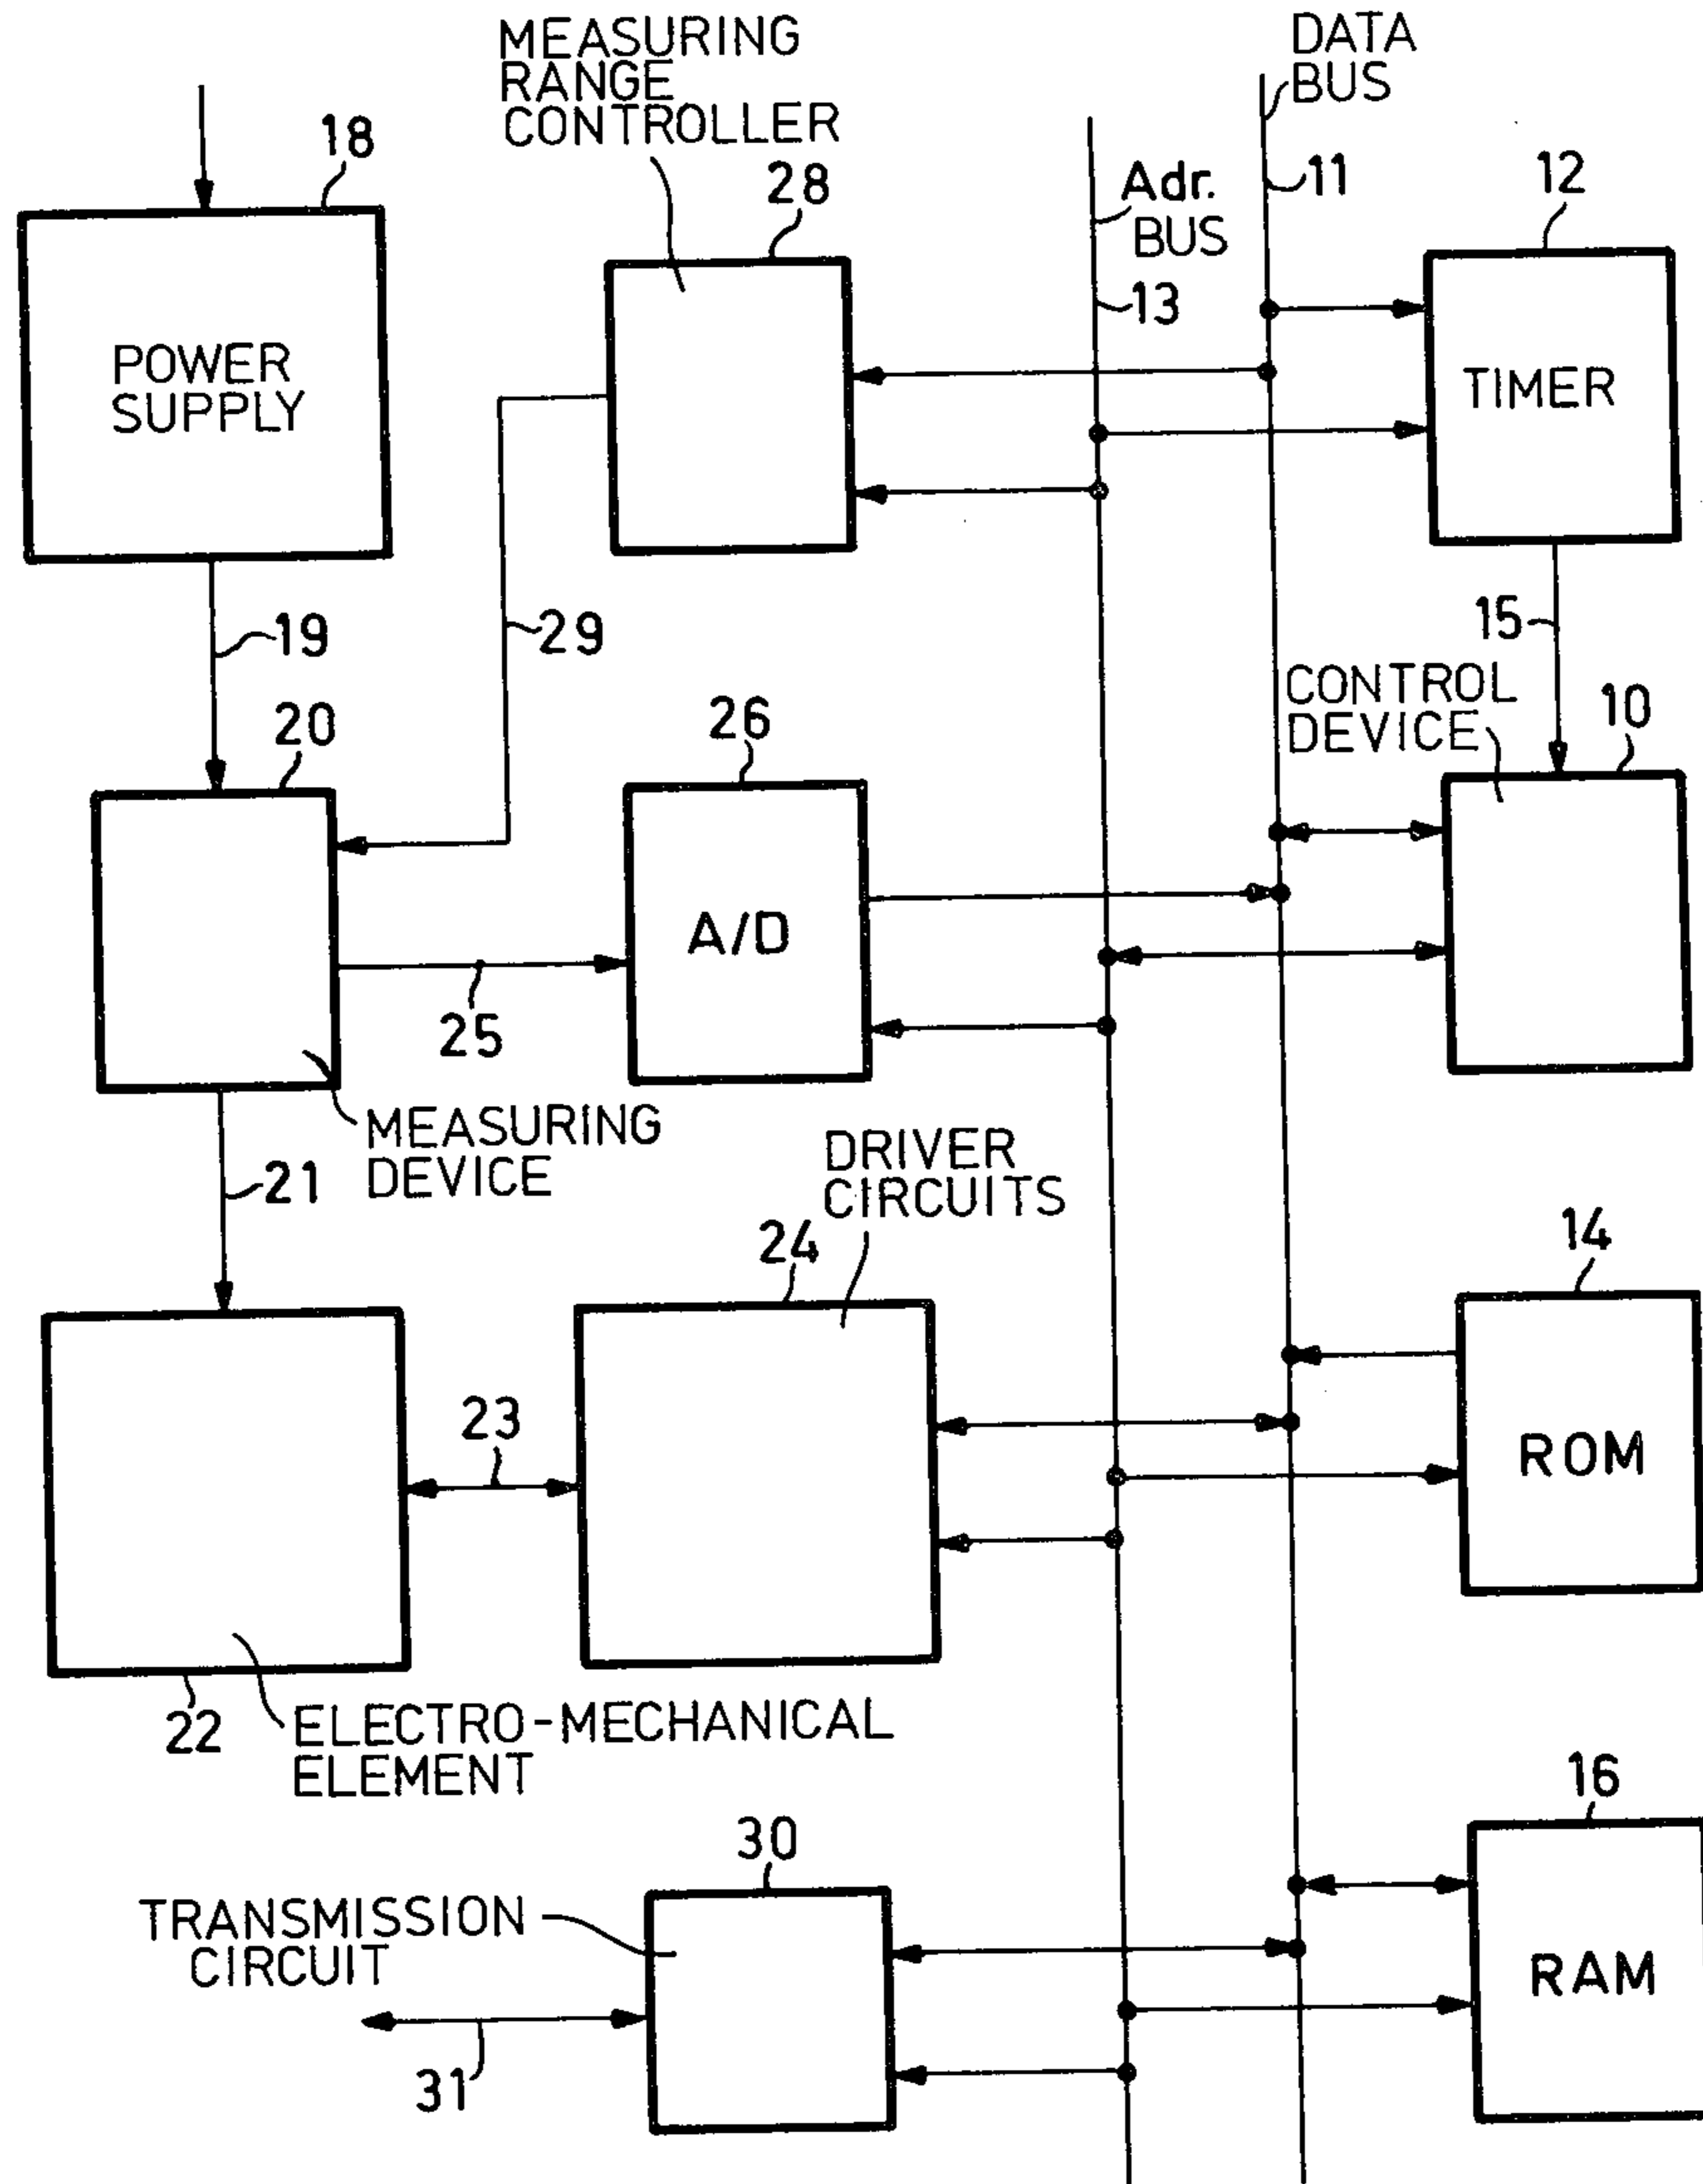 MEASURING
RANGE
CONTROLLER
DATA
BUS
18
28
Adr.
BUS
11
12
13
POWER
SUPPLY
TIMER
19
29
15
CONTROL
DEVICE
10
20
26
A/D
25
MEASURING
DEVICE
21
DRIVER
CIRCUITS
24
14
23
ROM
22
ELECTRO-MECHANICAL
ELEMENT
16
30
TRANSMISSION
CIRCUIT
RAM
31